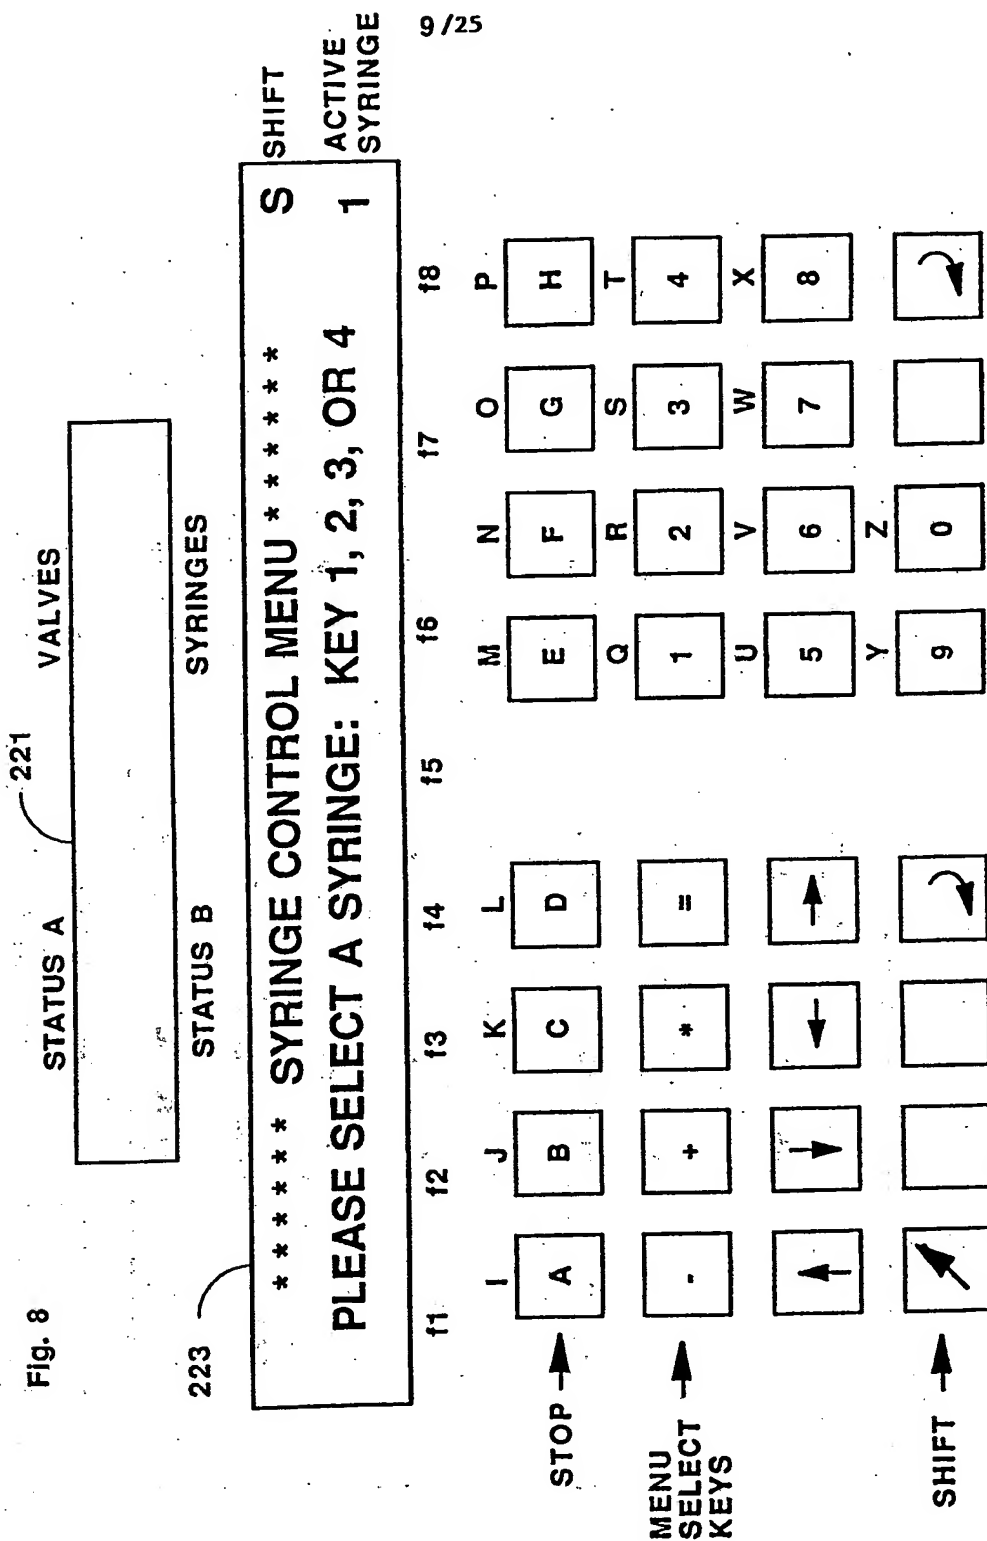 9/25
Fig. 8
221
STATUS A VALVES
STATUS B SYRINGES
223
* * * * * * SYRINGE CONTROL MENU * * * * * * S SHIFT
PLEASE SELECT A SYRINGE: KEY 1, 2, 3, OR 4 1 ACTIVE SYRINGE
f1 f2 f3 f4 f5 f6 f7 f8
I J K L M N O P
STOP A B C D E F G H
Q R S T
MENU SELECT KEYS - + * = 1 2 3 4
U V W X
5 6 7 8
Y Z
SHIFT 9 0